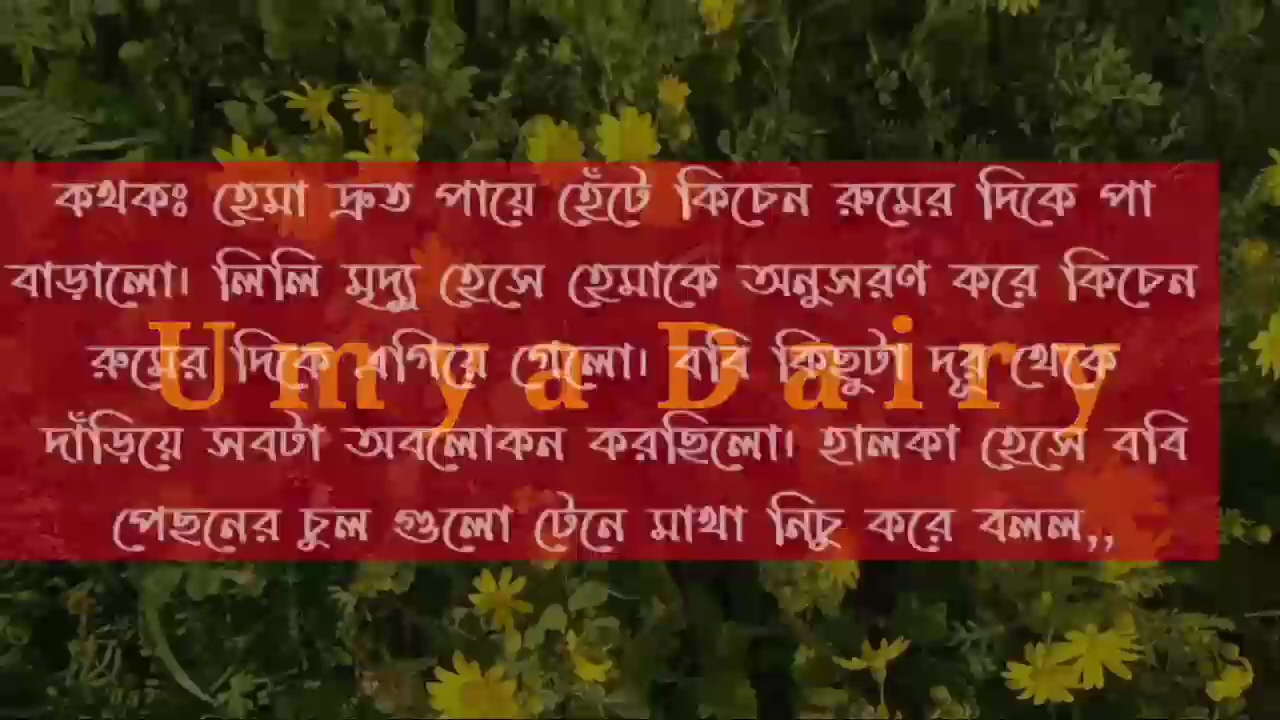 কথকঃ হেমা দ্রুত পায়ে হেঁটে কিচেন রুমের দিকে পা
বাড়ালো। লিলি মৃদ্যু হেসে হেমাকে অনুসরণ করে কিচেন
রুমের দিকে এগিয়ে গেলো। ববি কিছুটা দূর থেকে
Umya Dairy
দাঁড়িয়ে সবটা অবলোকন করছিলো। হালকা হেসে ববি
পেছনের চুল গুলো টেনে মাথা নিচু করে বলল,,